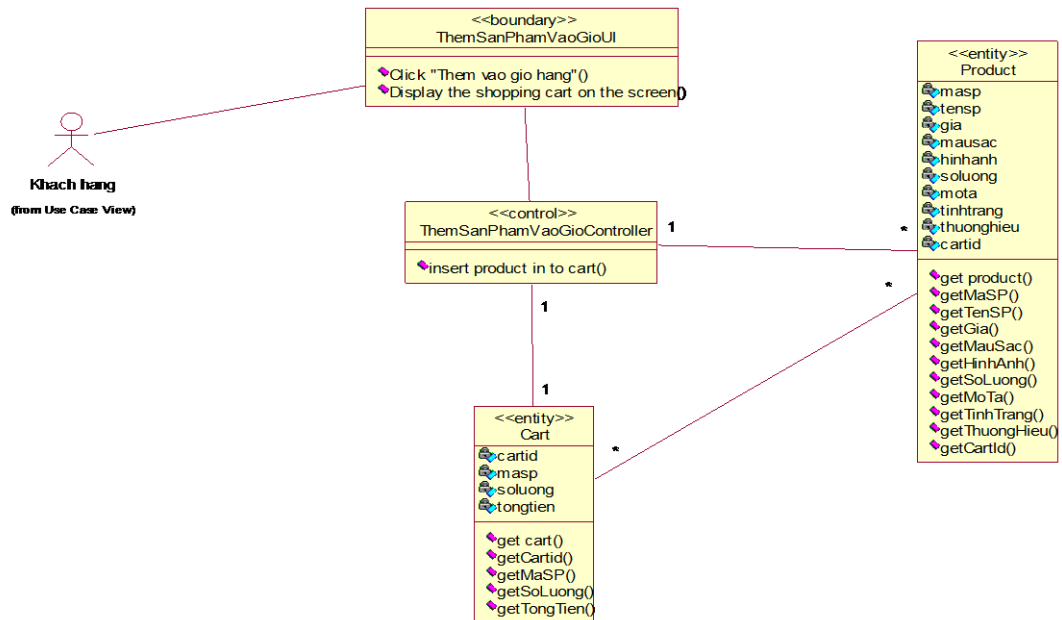 <<boundary>>
ThemSanPhamVaoGioUI
Click "Them vao gio hang"()
Display the shopping cart on the screen()
Khach hang
(from Use Case View)
<<control>>
ThemSanPhamVaoGioController
insert product in to cart()
1
*
*
1
1
*
<<entity>>
Product
masp
tensp
gia
mausac
hinhanh
soluong
mota
tinhtrang
thuonghieu
cartid
get product()
getMaSP()
getTenSP()
getGia()
getMauSac()
getHinhAnh()
getSoLuong()
getMoTa()
getTinhTrang()
getThuongHieu()
getCartId()
<<entity>>
Cart
cartid
masp
soluong
tongtien
get cart()
getCartid()
getMaSP()
getSoLuong()
getTongTien()